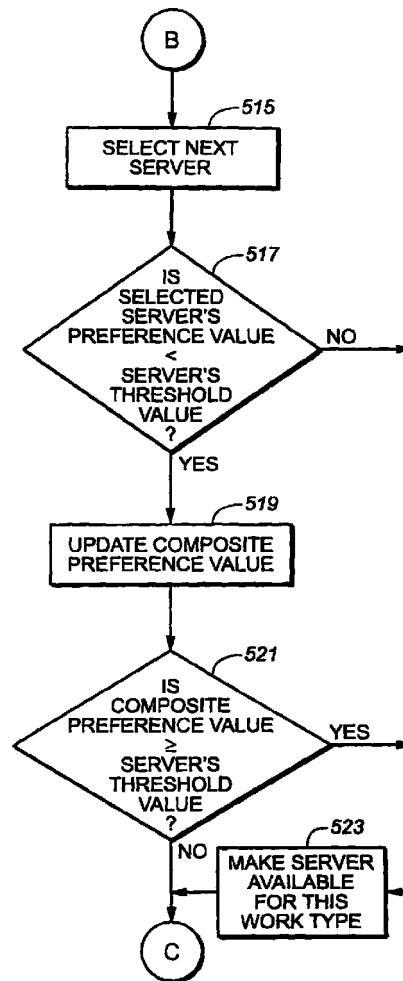 B
515
SELECT NEXT
SERVER
517
IS
SELECTED
SERVER'S
PREFERENCE VALUE
<
SERVER'S
THRESHOLD
VALUE
?
NO
YES
519
UPDATE COMPOSITE
PREFERENCE VALUE
521
IS
COMPOSITE
PREFERENCE VALUE
≥
SERVER'S
THRESHOLD
VALUE
?
YES
NO
523
MAKE SERVER
AVAILABLE
FOR THIS
WORK TYPE
C